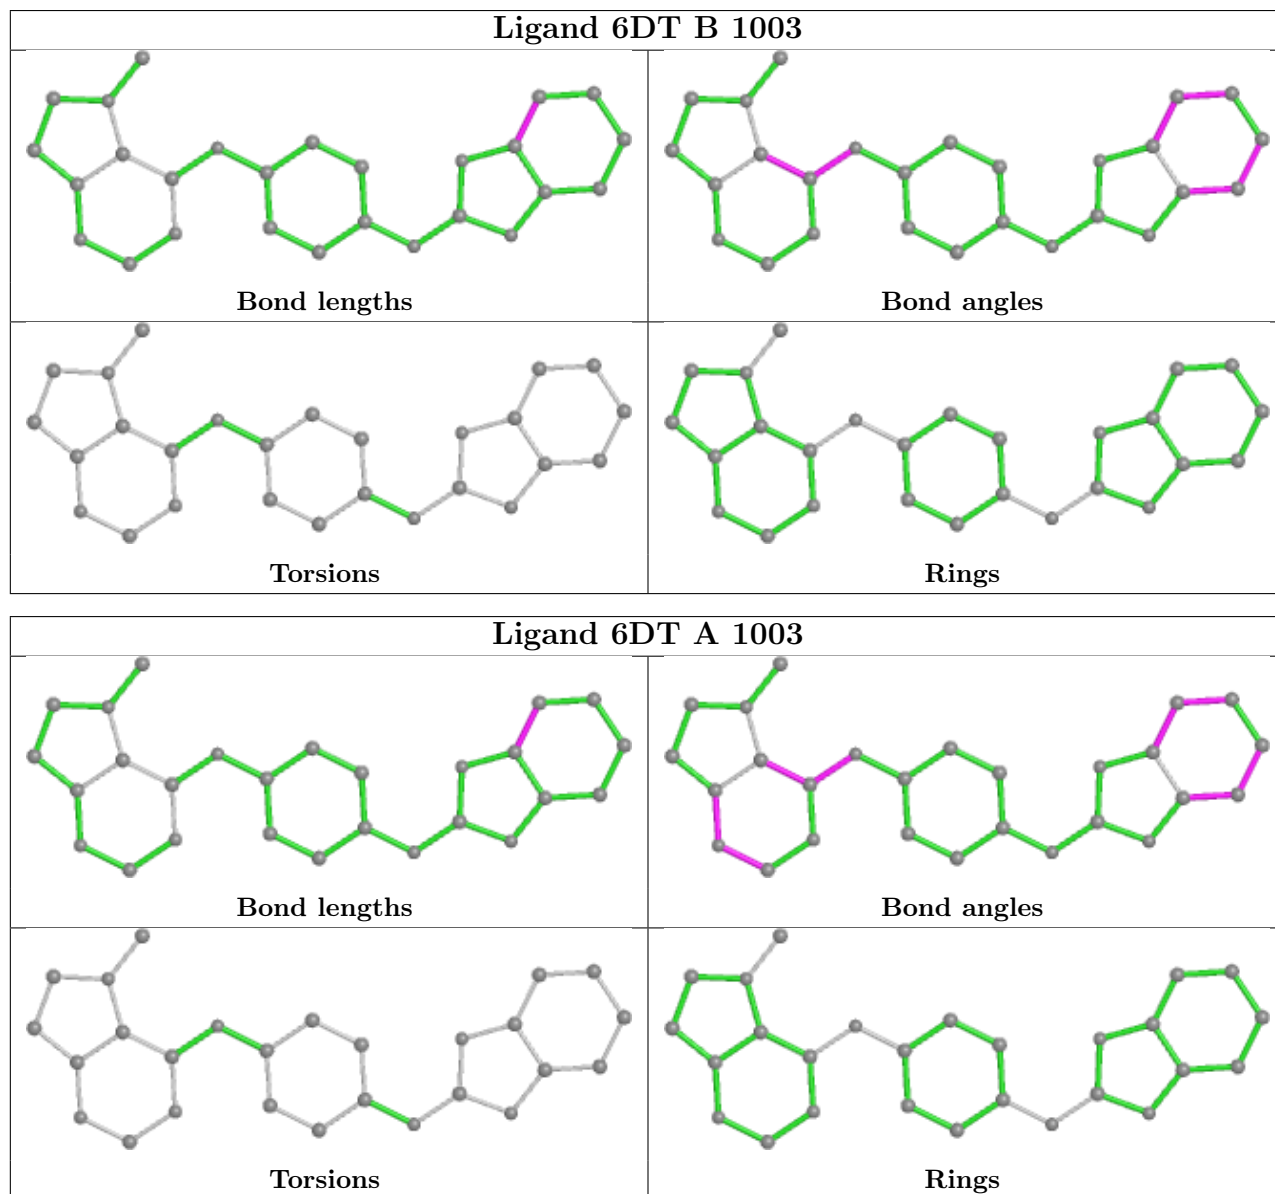 Ligand 6DT B 1003
Bond lengths
Bond angles
Torsions
Rings
Ligand 6DT A 1003
Bond lengths
Bond angles
Torsions
Rings